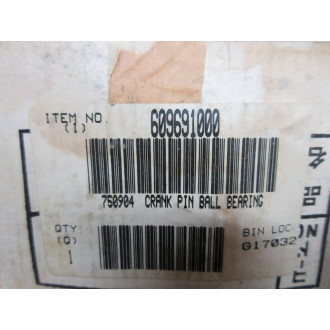 ITEM NO. 609691000
(1)
750904 CRANK PIN BALL BEARING
QTY. BIN LOC
(Q) G17032
1